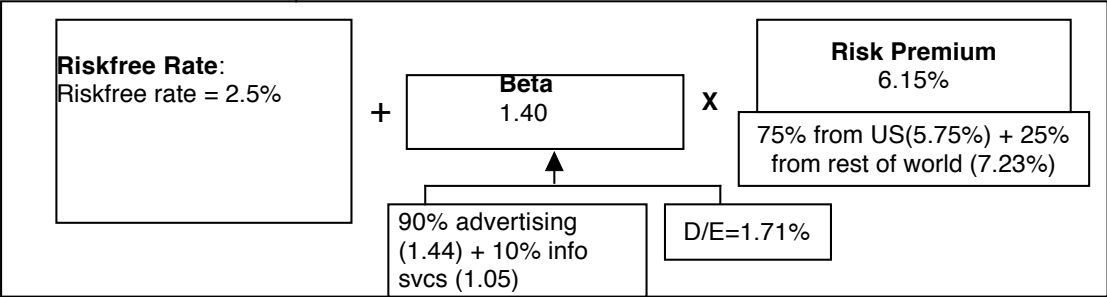 Riskfree Rate:
Riskfree rate = 2.5%
+
Beta
1.40
X
Risk Premium
6.15%
75% from US(5.75%) + 25%
from rest of world (7.23%)
90% advertising
(1.44) + 10% info
svcs (1.05)
D/E=1.71%